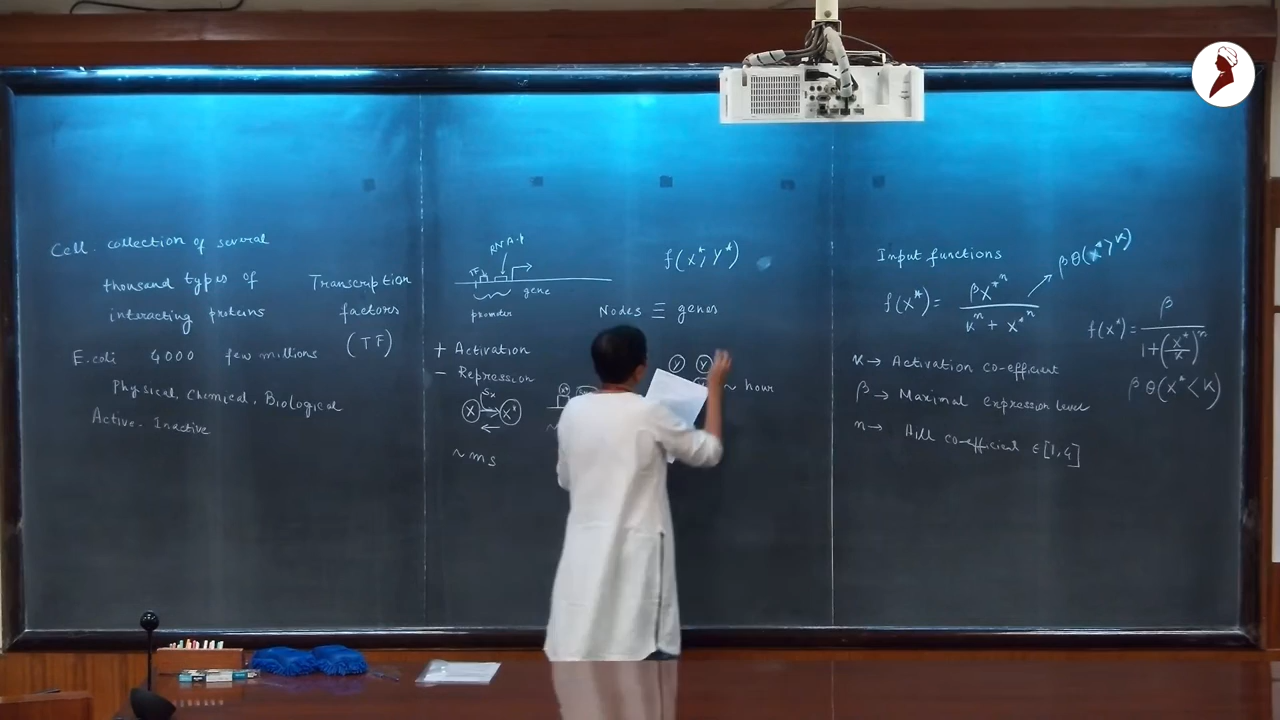 Cell - collection of several
thousand types of
interacting proteins
Transcription
factors
(TF)
E.coli 4000 few millions
Physical, Chemical, Biological
Active - Inactive
RNA.p
TF
gene
promoter
+ Activation
- Repression
Sx
X X*
~ ms
f(X*, Y*)
Nodes ≡ genes
X*
Y Y
~ hour
Input functions
f(X*) = βX*ⁿ / (Kⁿ + X*ⁿ)
βθ(X* > K)
f(X*) = β / (1 + (X*/K)ⁿ)
βθ(X* < K)
K → Activation co-efficient
β → Maximal expression level
n → Hill co-efficient ∈ [1,4]